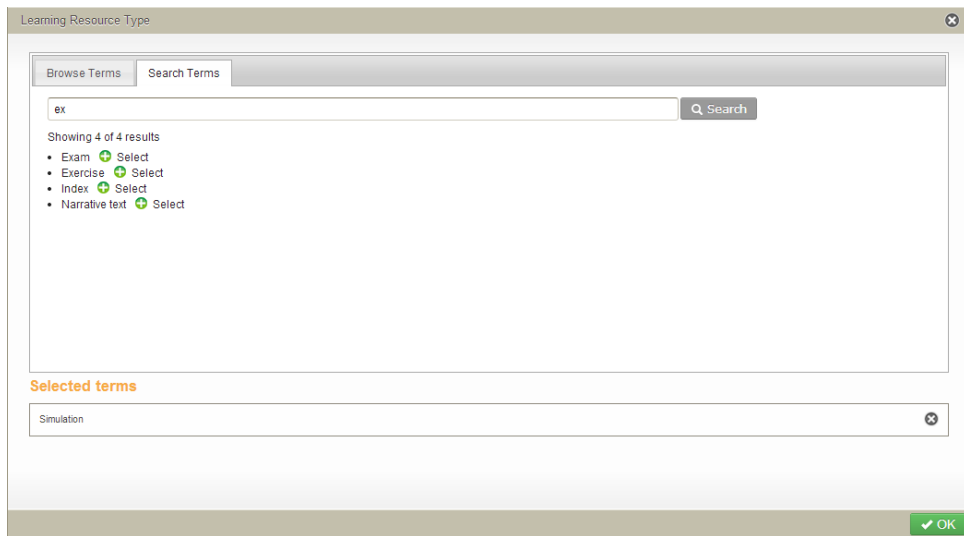 Learning Resource Type
Browse Terms Search Terms
ex Search
Showing 4 of 4 results
• Exam Select
• Exercise Select
• Index Select
• Narrative text Select
Selected terms
Simulation
OK